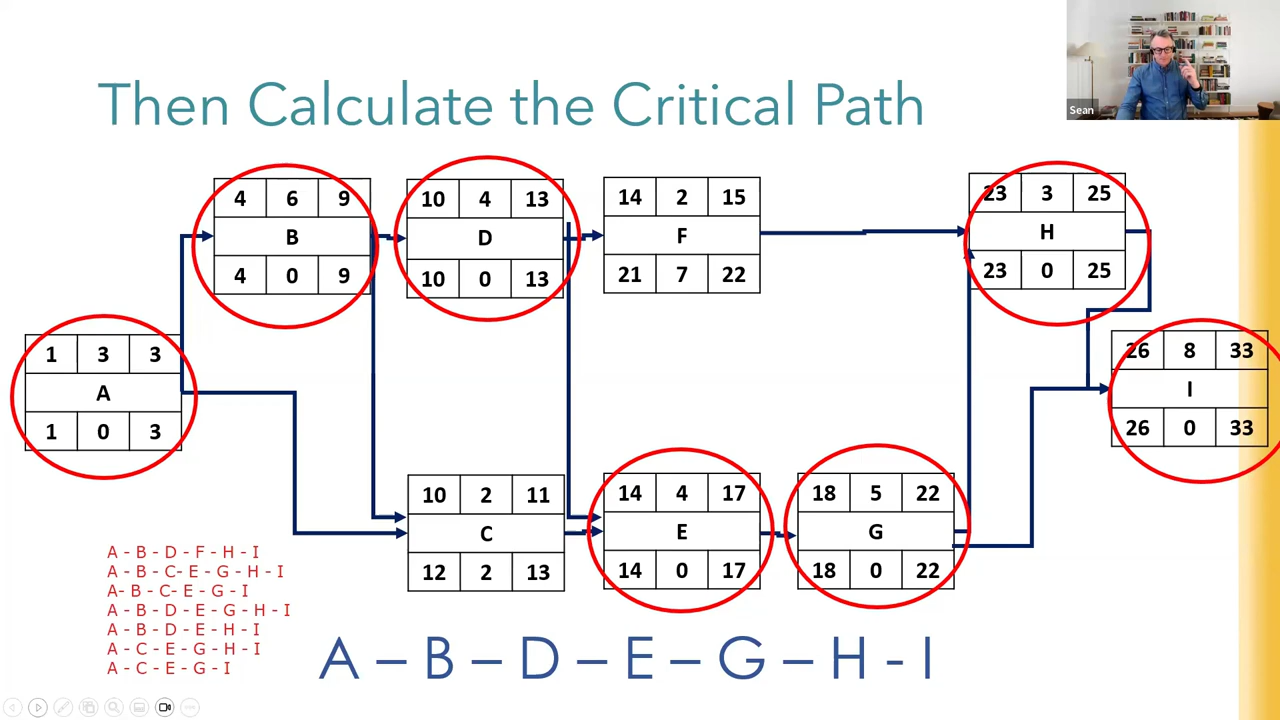 Then Calculate the Critical Path
Sean
4 6 9
B
4 0 9
10 4 13
D
10 0 13
14 2 15
F
21 7 22
23 3 25
H
23 0 25
1 3 3
A
1 0 3
26 8 33
I
26 0 33
10 2 11
C
12 2 13
14 4 17
E
14 0 17
18 5 22
G
18 0 22
A - B - D - F - H - I
A - B - C- E - G - H - I
A- B - C- E - G - I
A - B - D - E - G - H - I
A - B - D - E - H - I
A - C - E - G - H - I
A - C - E - G - I
A – B – D – E – G – H - I